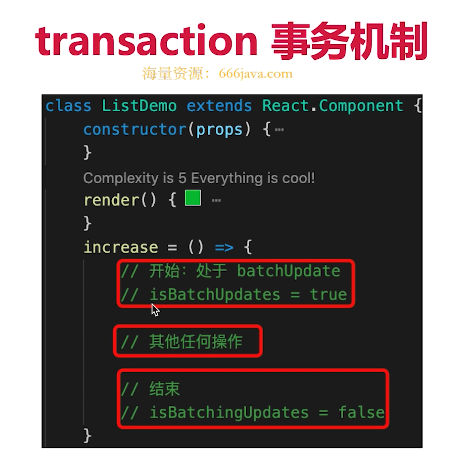 transaction 事务机制
海量资源：666java.com
class ListDemo extends React.Component {
constructor(props) {⋯
}
Complexity is 5 Everything is cool!
render() { ⋯
}
increase = () => {
// 开始：处于 batchUpdate
// isBatchUpdates = true
// 其他任何操作
// 结束
// isBatchingUpdates = false
}